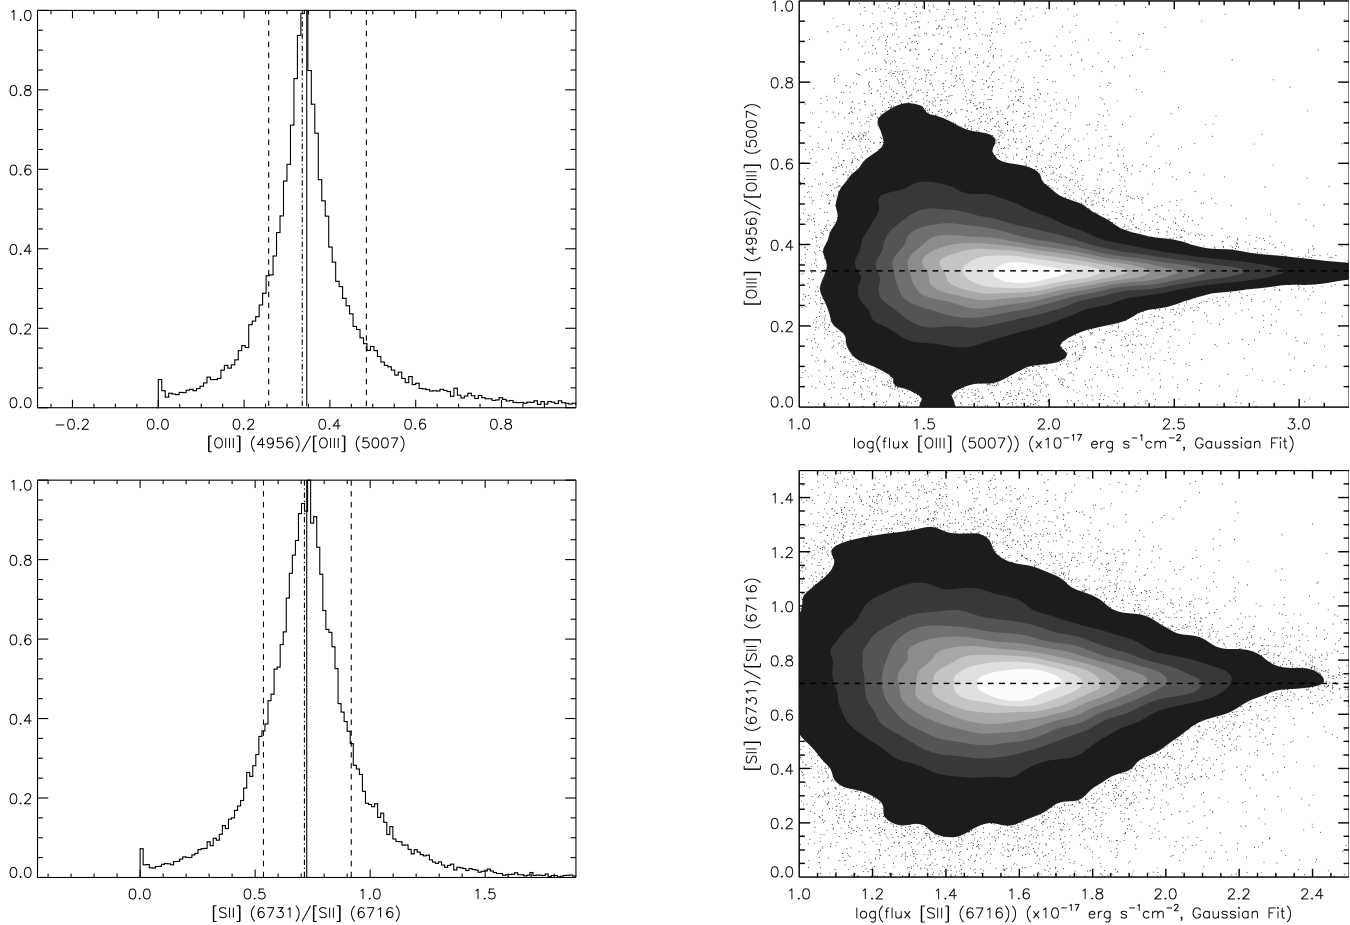 1.0
0.8
0.6
0.4
0.2
0.0
−0.2 0.0 0.2 0.4 0.6 0.8
[OIII] (4956)/[OIII] (5007)
[OIII] (4956)/[OIII] (5007)
1.0
0.8
0.6
0.4
0.2
0.0
1.0 1.5 2.0 2.5 3.0
log(flux [OIII] (5007)) (x10⁻¹⁷ erg s⁻¹cm⁻², Gaussian Fit)
1.0
0.8
0.6
0.4
0.2
0.0
0.0 0.5 1.0 1.5
[SII] (6731)/[SII] (6716)
[SII] (6731)/[SII] (6716)
1.4
1.2
1.0
0.8
0.6
0.4
0.2
0.0
1.0 1.2 1.4 1.6 1.8 2.0 2.2 2.4
log(flux [SII] (6716)) (x10⁻¹⁷ erg s⁻¹cm⁻², Gaussian Fit)